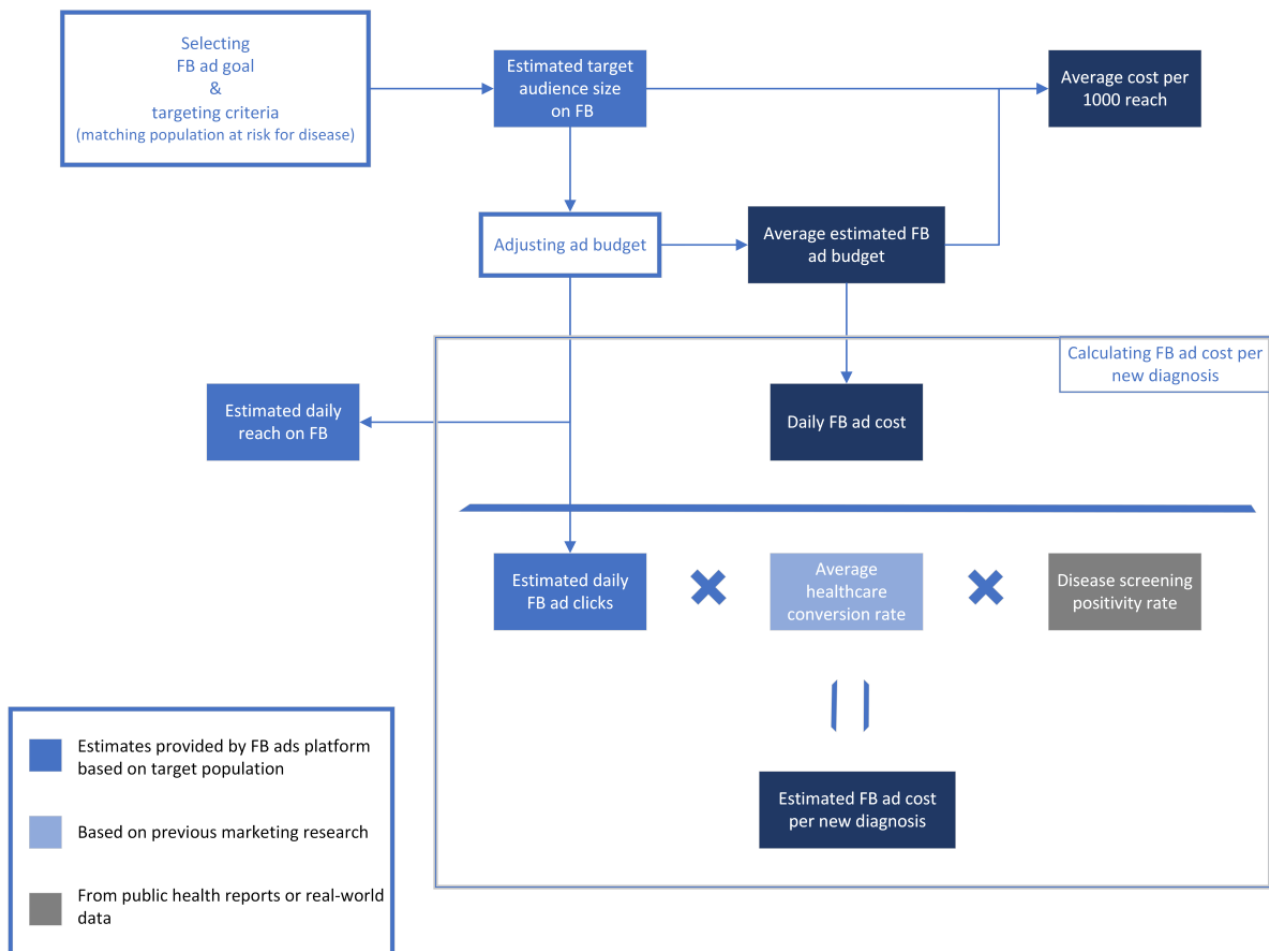 Selecting
FB ad goal
&
targeting criteria
(matching population at risk for disease)
Estimated target
audience size
on FB
Average cost per
1000 reach
Adjusting ad budget
Average estimated FB
ad budget
Calculating FB ad cost per
new diagnosis
Estimated daily
reach on FB
Daily FB ad cost
Estimated daily
FB ad clicks
Average
healthcare
conversion rate
Disease screening
positivity rate
Estimated FB ad cost
per new diagnosis
Estimates provided by FB ads platform
based on target population
Based on previous marketing research
From public health reports or real-world
data